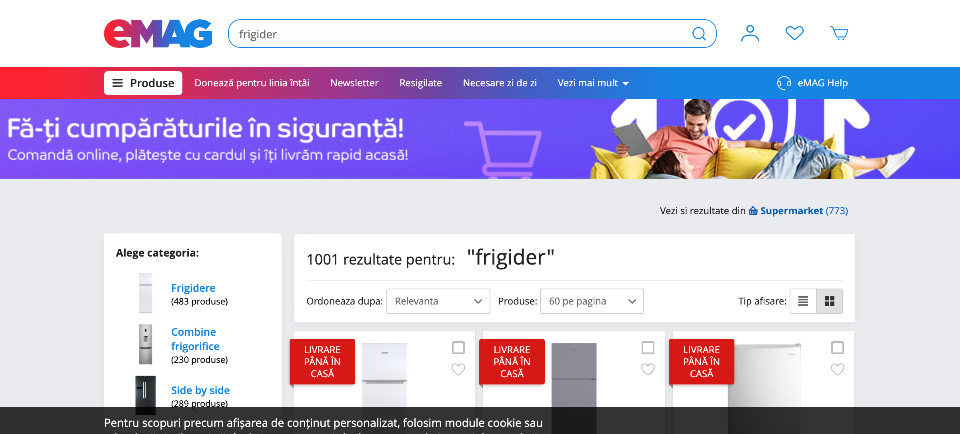 eMAG
frigider
Produse
Donează pentru linia întâi
Newsletter
Resigilate
Necesare zi de zi
Vezi mai mult
eMAG Help
Fă-ți cumpărăturile în siguranță!
Comandă online, plătește cu cardul și îți livrăm rapid acasă!
Vezi si rezultate din Supermarket (773)
Alege categoria:
Frigidere
(483 produse)
Combine
frigorifice
(230 produse)
Side by side
(289 produse)
1001 rezultate pentru: "frigider"
Ordoneaza dupa: Relevanta
Produse: 60 pe pagina
Tip afisare:
LIVRARE
PÂNĂ ÎN
CASĂ
LIVRARE
PÂNĂ ÎN
CASĂ
LIVRARE
PÂNĂ ÎN
CASĂ
Pentru scopuri precum afișarea de conținut personalizat, folosim module cookie sau